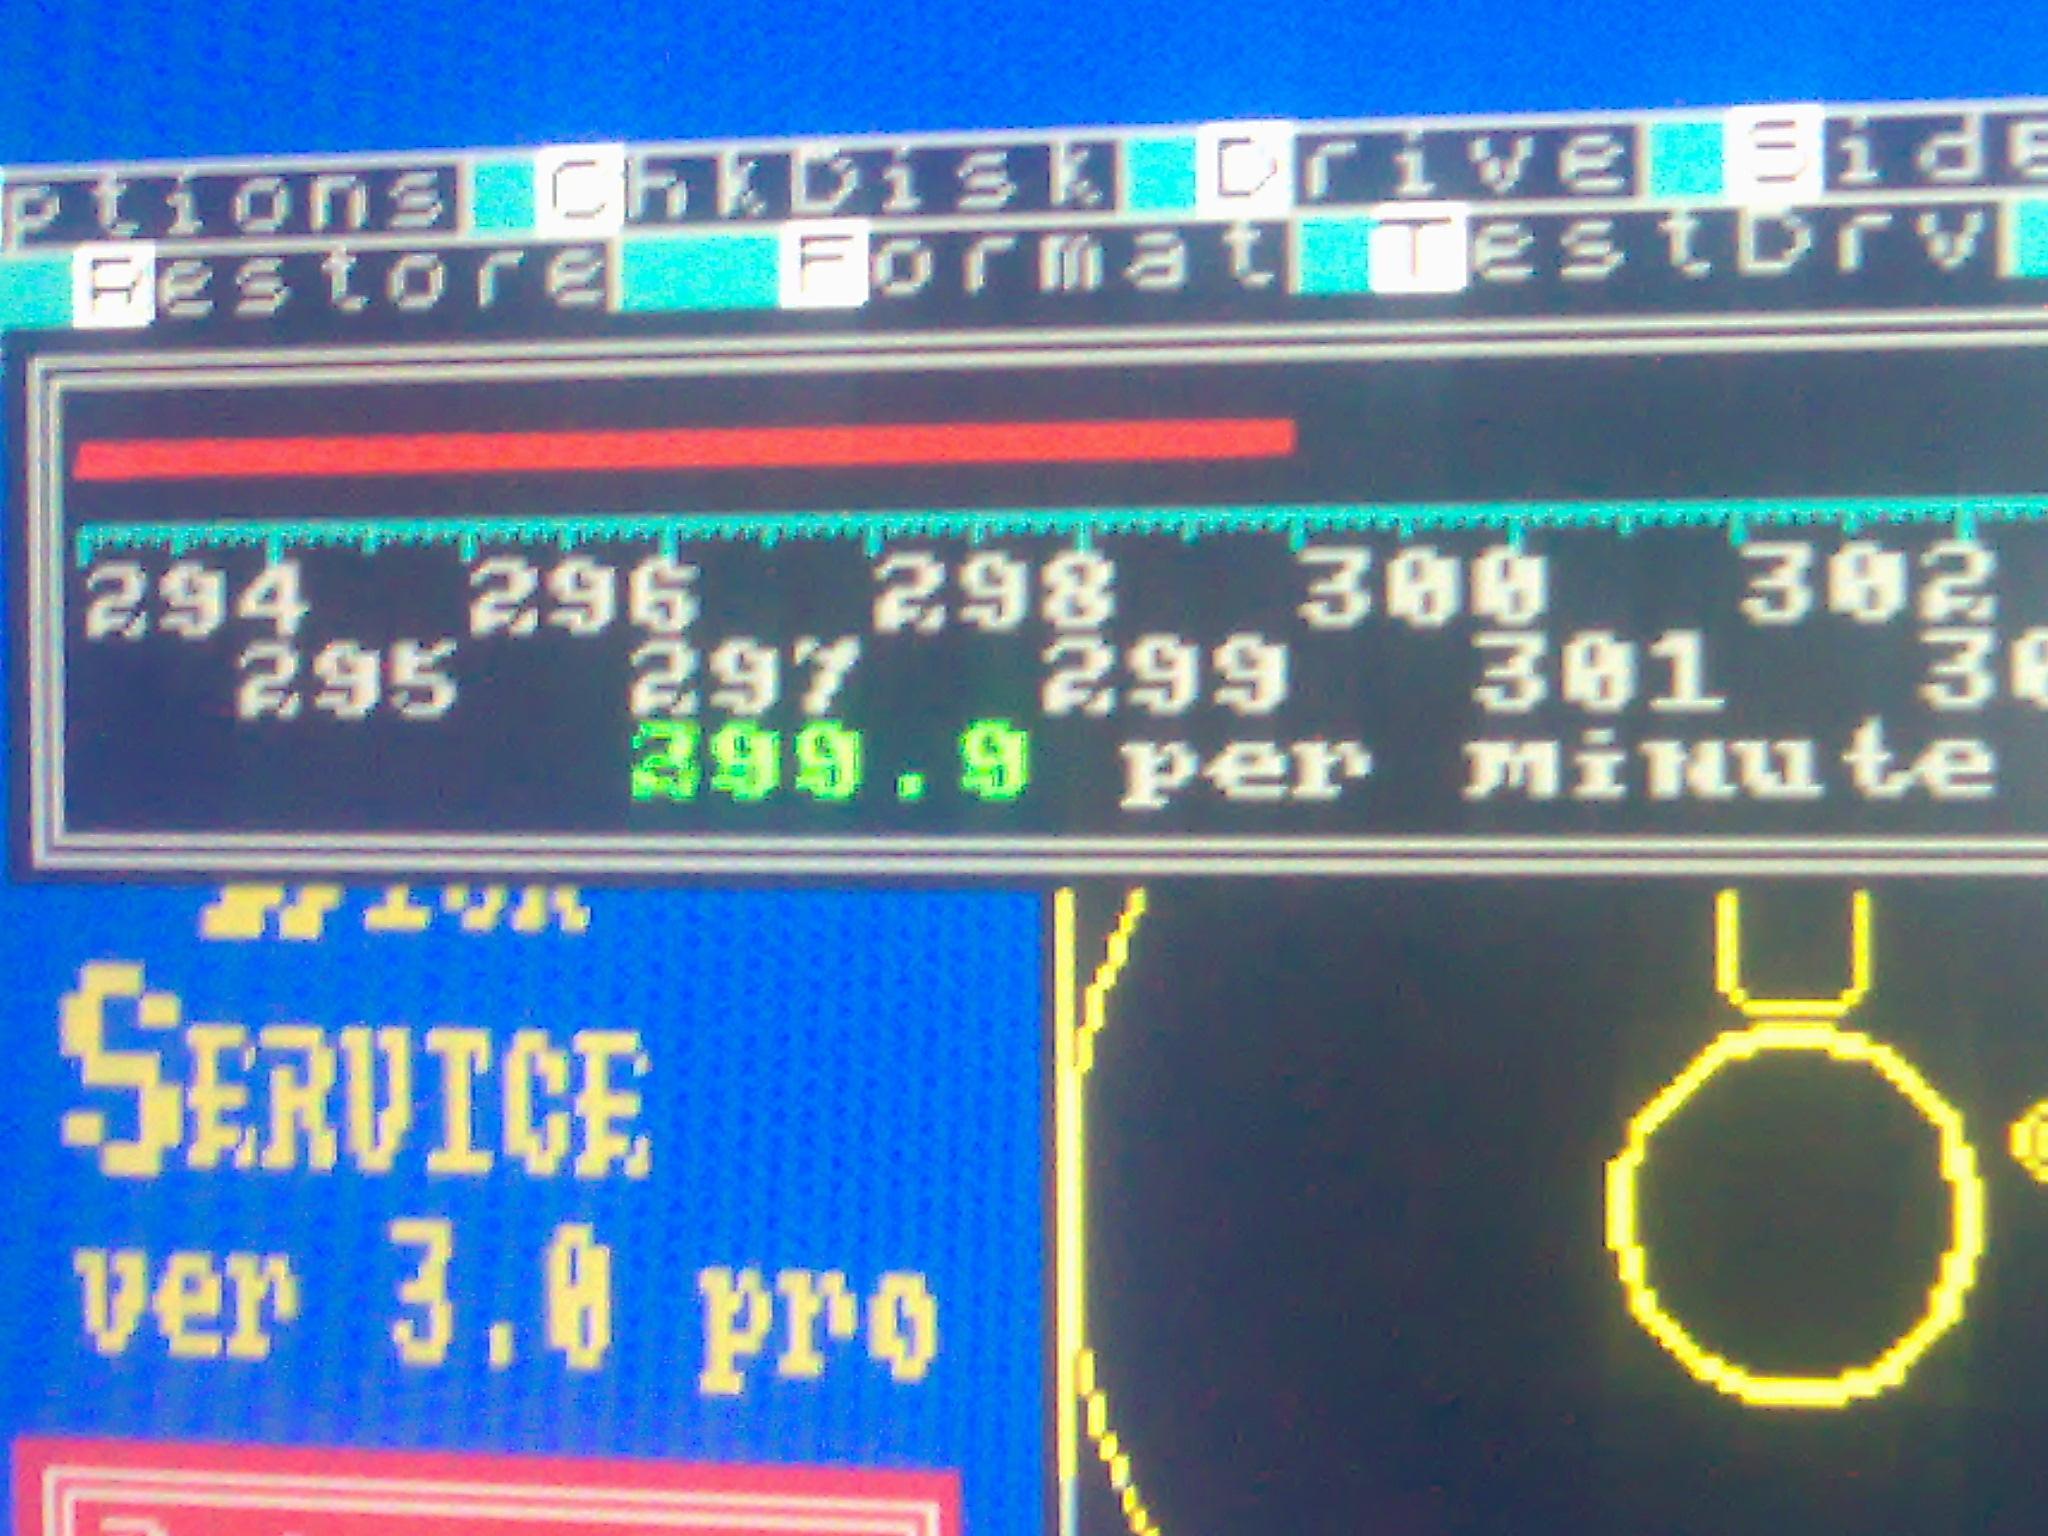 ptions ChkDisk Drive Side
Restore Format TestDrv
294 296 298 300 302
295 297 299 301 30
299.9 per minute
SERVICE
ver 3.0 pro